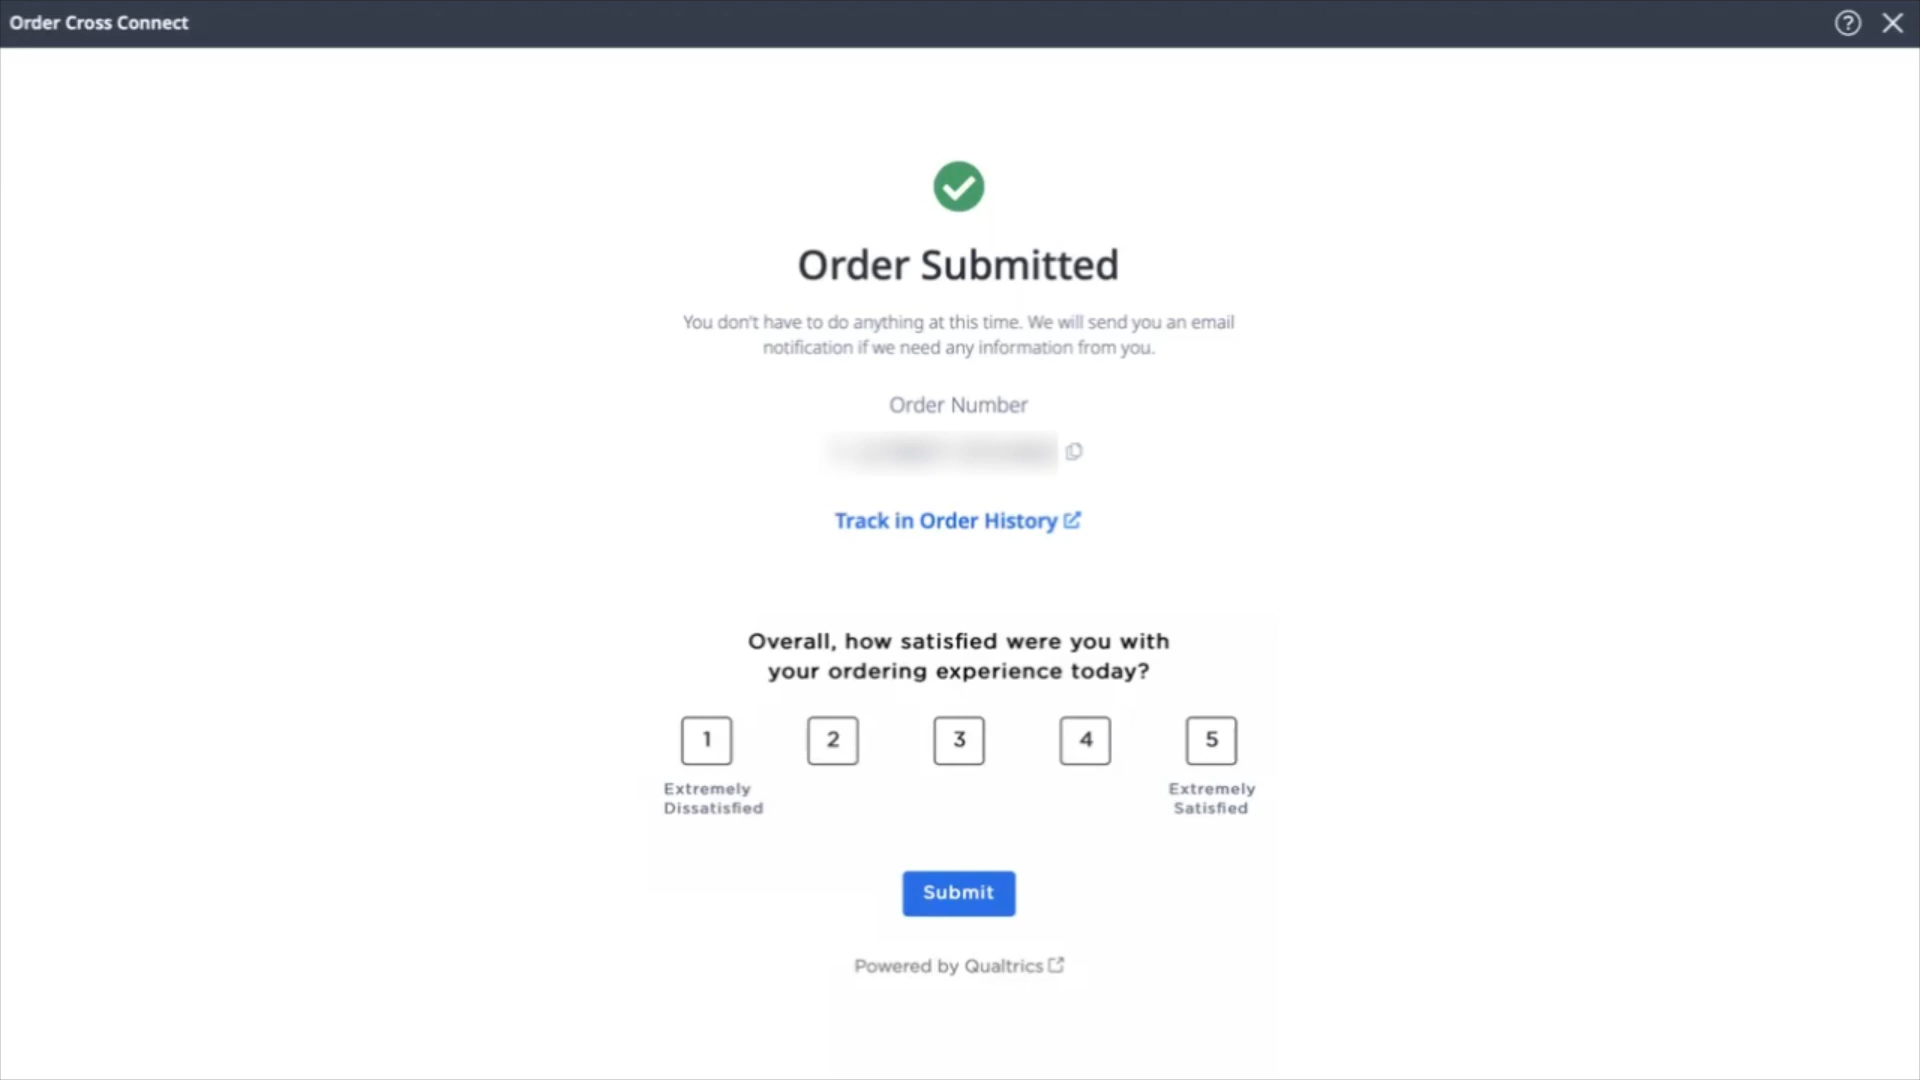 Order Cross Connect
Order Submitted
You don't have to do anything at this time. We will send you an email
notification if we need any information from you.
Order Number
Track in Order History
Overall, how satisfied were you with
your ordering experience today?
1 2 3 4 5
Extremely Dissatisfied
Extremely Satisfied
Submit
Powered by Qualtrics